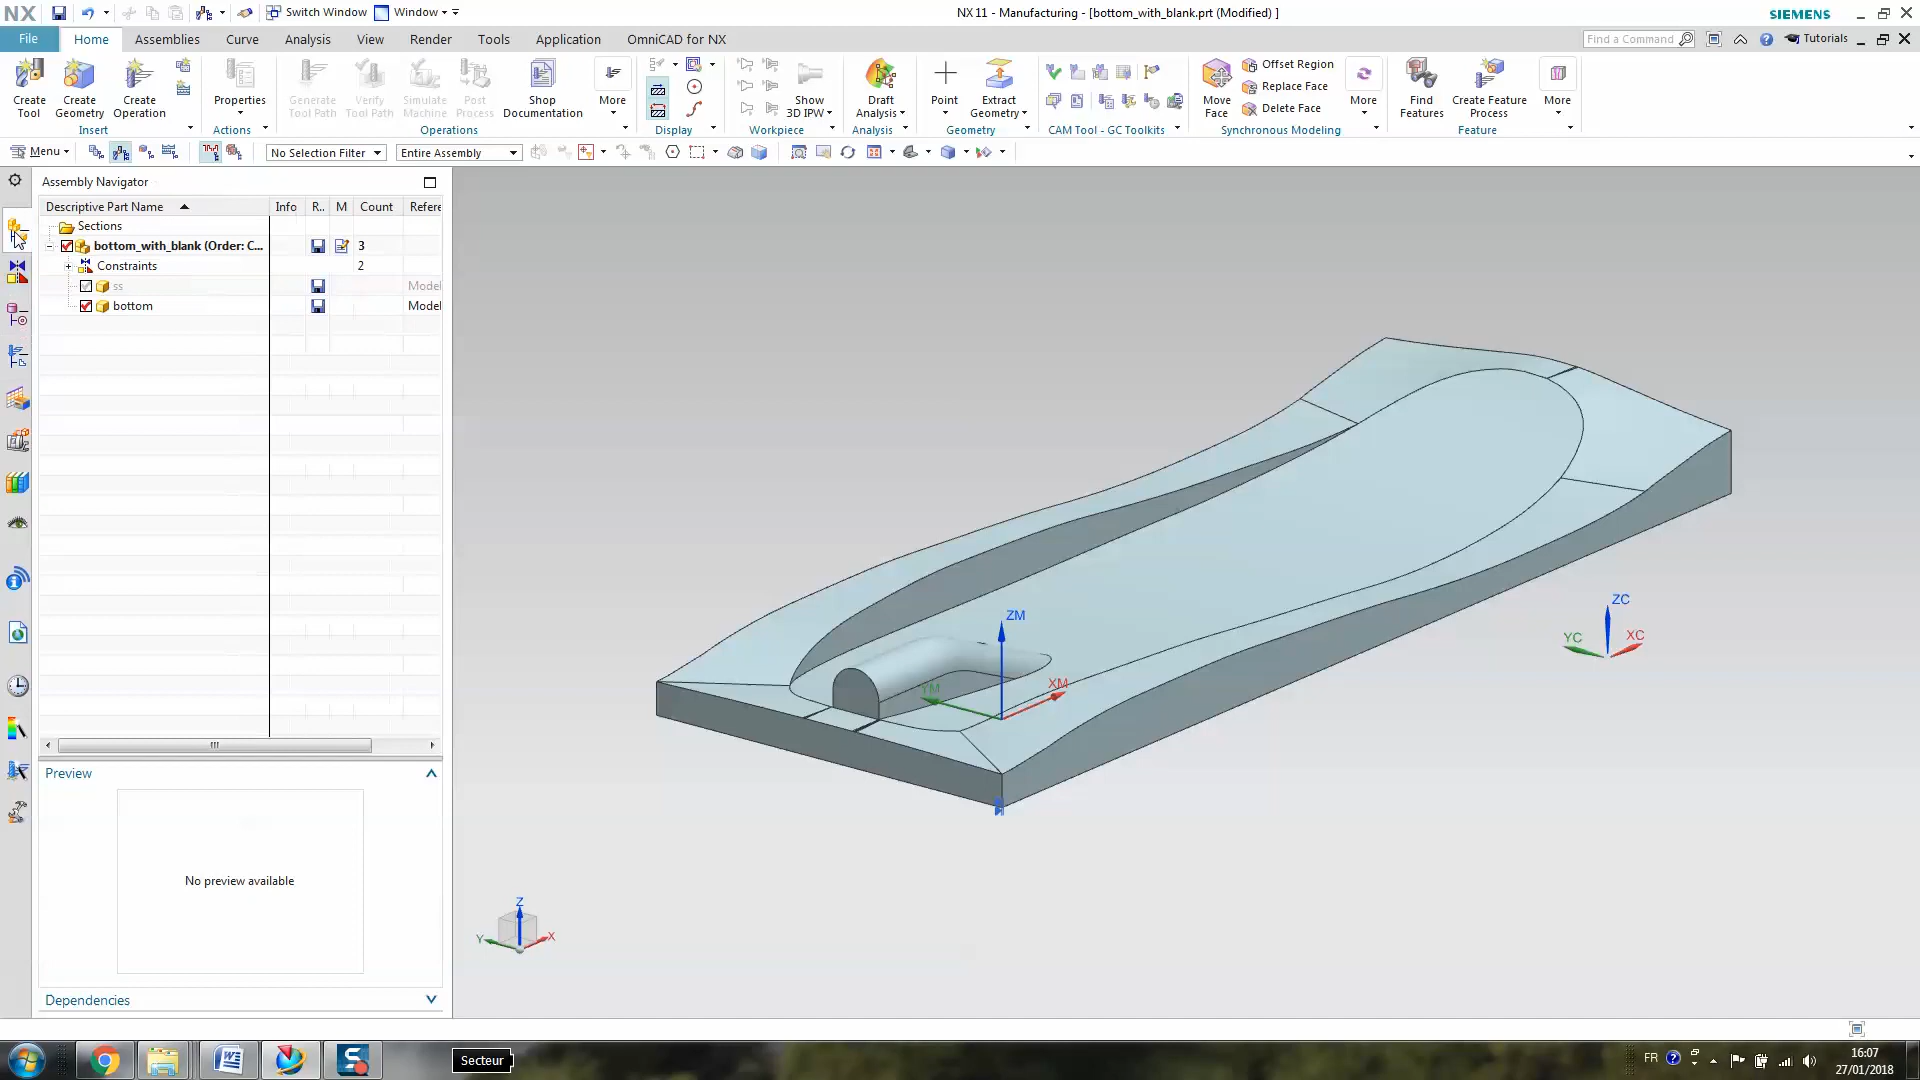 NX
Switch Window
Window
NX 11 - Manufacturing - [bottom_with_blank.prt (Modified) ]
SIEMENS
File
Home
Assemblies
Curve
Analysis
View
Render
Tools
Application
OmniCAD for NX
Find a Command
Tutorials
Create Tool
Create Geometry
Create Operation
Properties
Generate Tool Path
Verify Tool Path
Simulate Machine
Post Process
Shop Documentation
More
Show 3D IPW
Draft Analysis
Point
Extract Geometry
Move Face
Offset Region
Replace Face
Delete Face
More
Find Features
Create Feature Process
More
Insert
Actions
Operations
Display
Workpiece
Analysis
Geometry
CAM Tool - GC Toolkits
Synchronous Modeling
Feature
Menu
No Selection Filter
Entire Assembly
Assembly Navigator
Descriptive Part Name
Info
R..
M
Count
Refere
Sections
bottom_with_blank (Order: C...
3
Constraints
2
ss
Model
bottom
Model
Preview
No preview available
Dependencies
ZM
YM
XM
ZC
YC
XC
Z
Y
X
Secteur
FR
16:07
27/01/2018